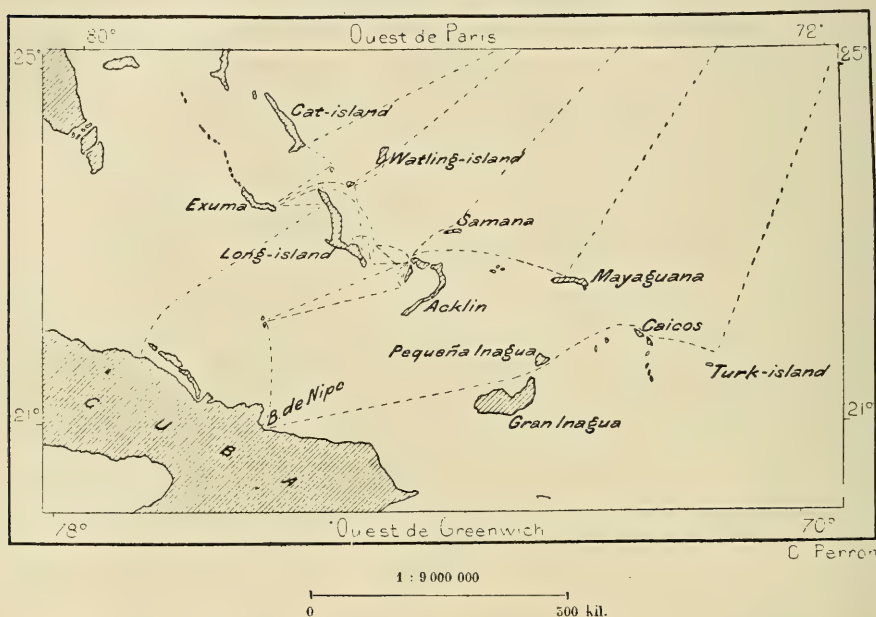 80° Ouest de Paris 72°
25° 25°
Cat-island
Watling-island
Exuma
Samana
Long-island
Mayaguana
Acklin
Caicos
Pequeña Inagua
Turk-island
B. de Nipe
21° 21°
Gran Inagua
CUBA
78° Ouest de Greenwich 70°
C Perron
1 : 9 000 000
0 300 kil.